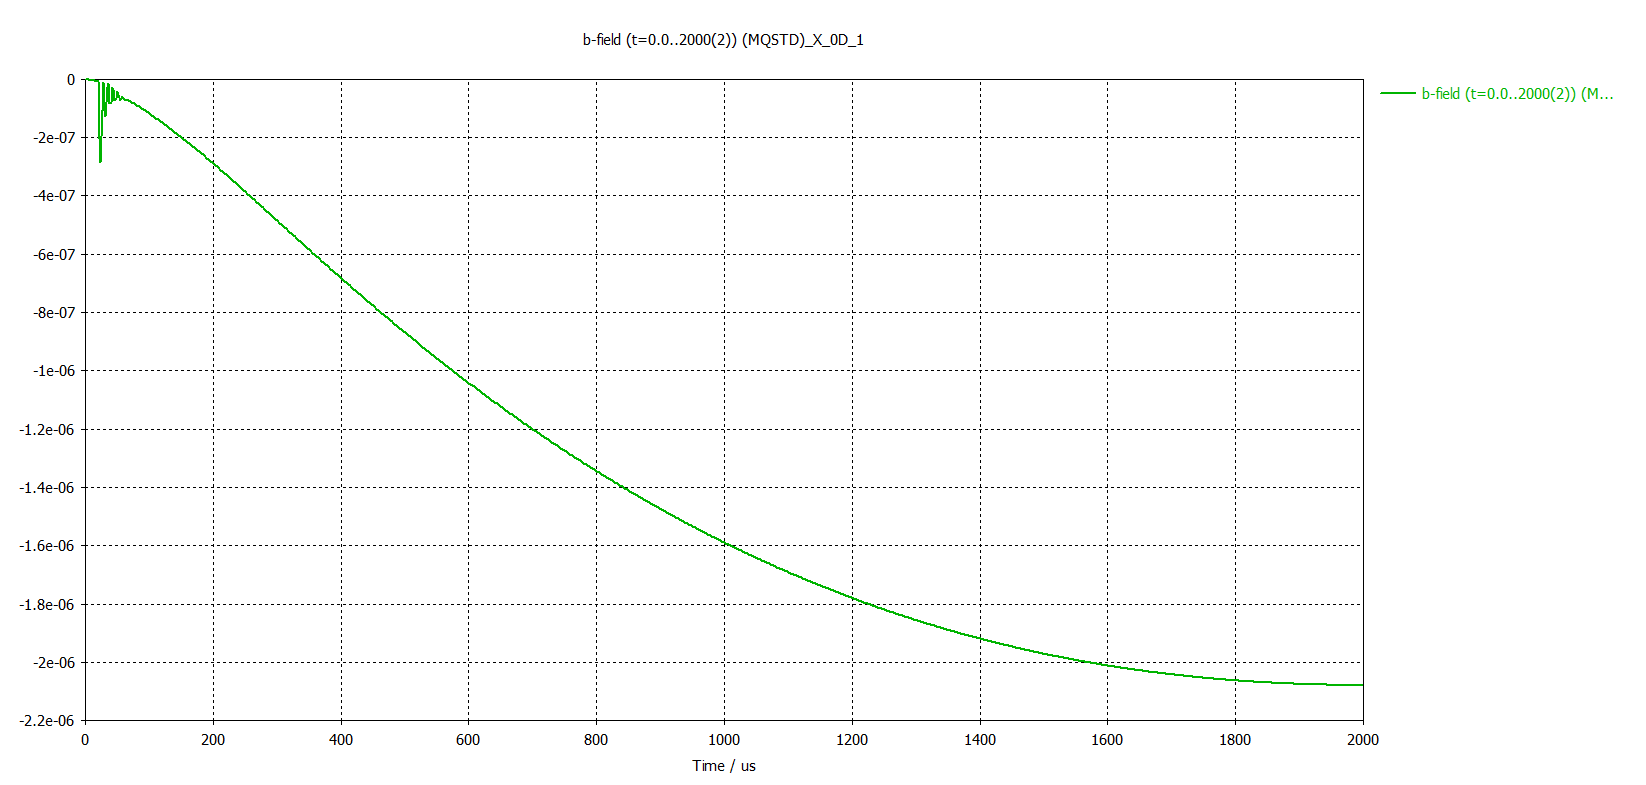 b-field (t=0.0..2000(2)) (MQSTD)_X_0D_1
b-field (t=0.0..2000(2)) (M...
0
-2e-07
-4e-07
-6e-07
-8e-07
-1e-06
-1.2e-06
-1.4e-06
-1.6e-06
-1.8e-06
-2e-06
-2.2e-06
0 200 400 600 800 1000 1200 1400 1600 1800 2000
Time / us